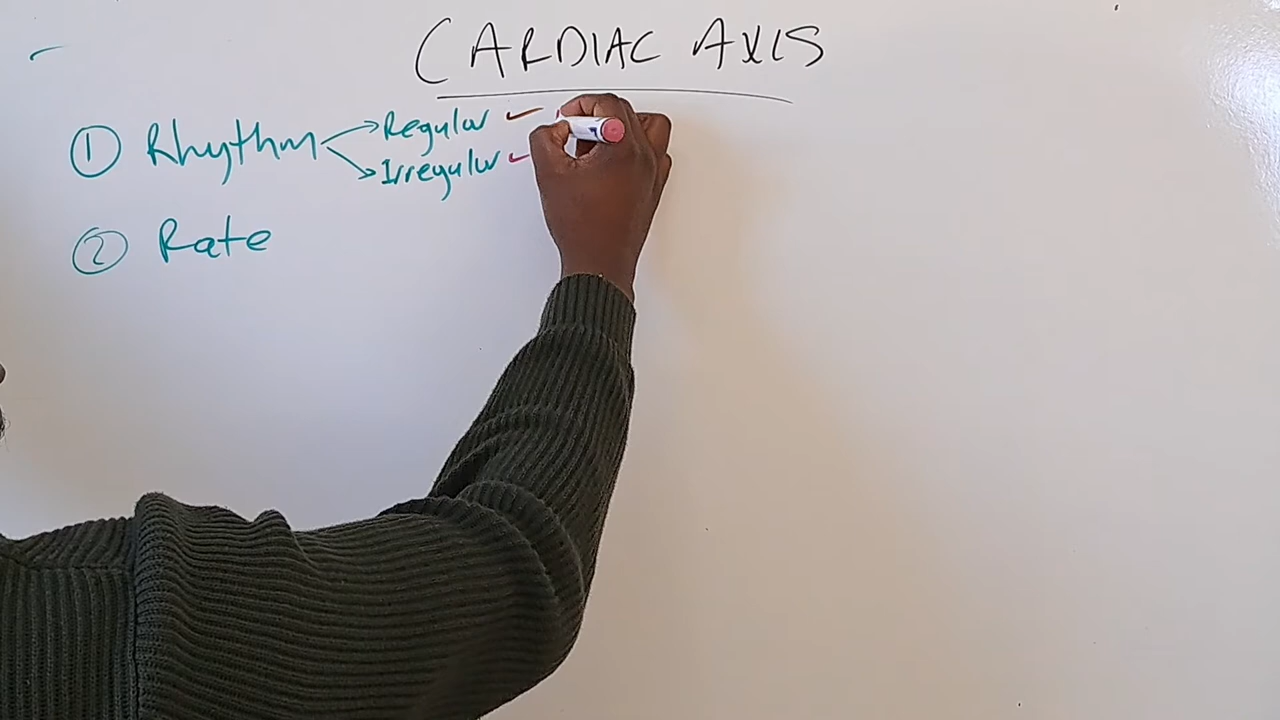 CARDIAC AXIS
① Rhythm → Regular ✓
→ Irregular ✓
② Rate